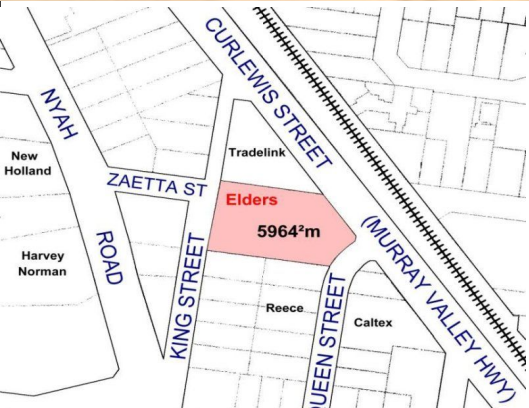 CURLEWIS STREET
NYAH
Tradelink
New
Holland
ZAETTA ST
Elders
5964²m
(MURRAY VALLEY HWY)
ROAD
Harvey
Norman
KING STREET
Reece
Caltex
QUEEN STREET